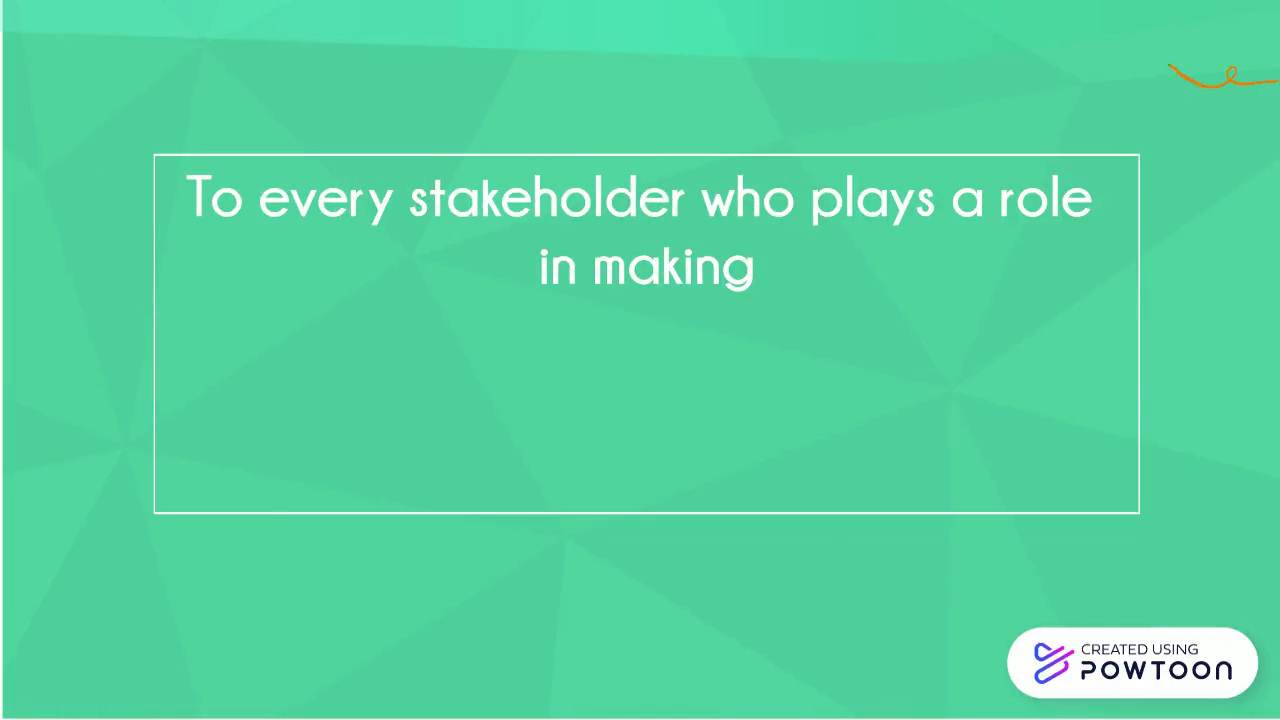 To every stakeholder who plays a role
in making
CREATED USING
POWTOON